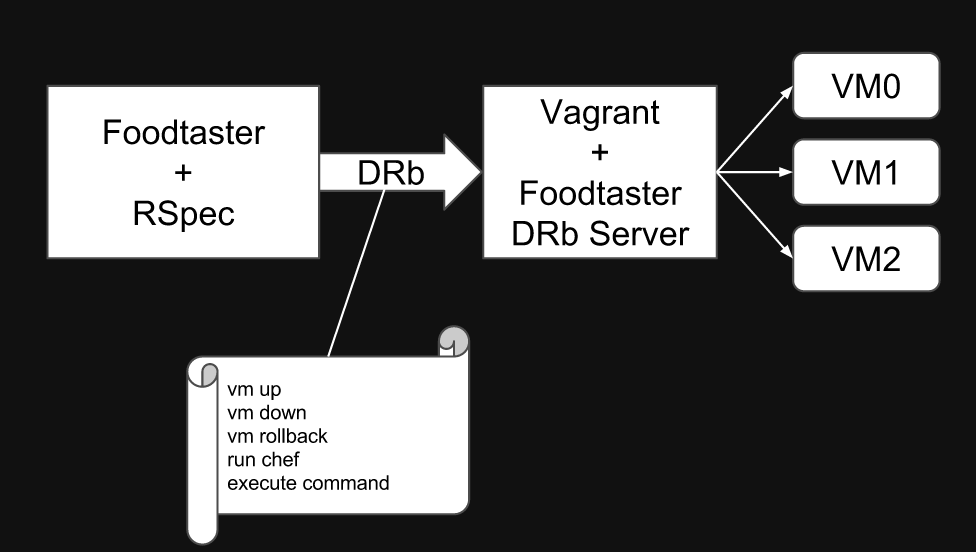 Foodtaster
+
RSpec
DRb
Vagrant
+
Foodtaster
DRb Server
VM0
VM1
VM2
vm up
vm down
vm rollback
run chef
execute command